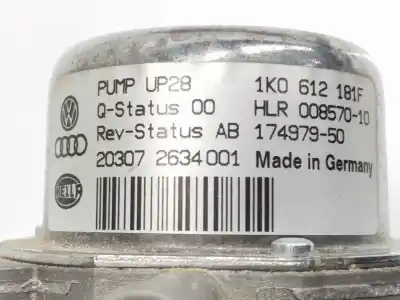 PUMP UP28 1K0 612 181F
Q-Status 00 HLR 008570-10
Rev-Status AB 174979-50
20307 2634001 Made in Germany
HELLA